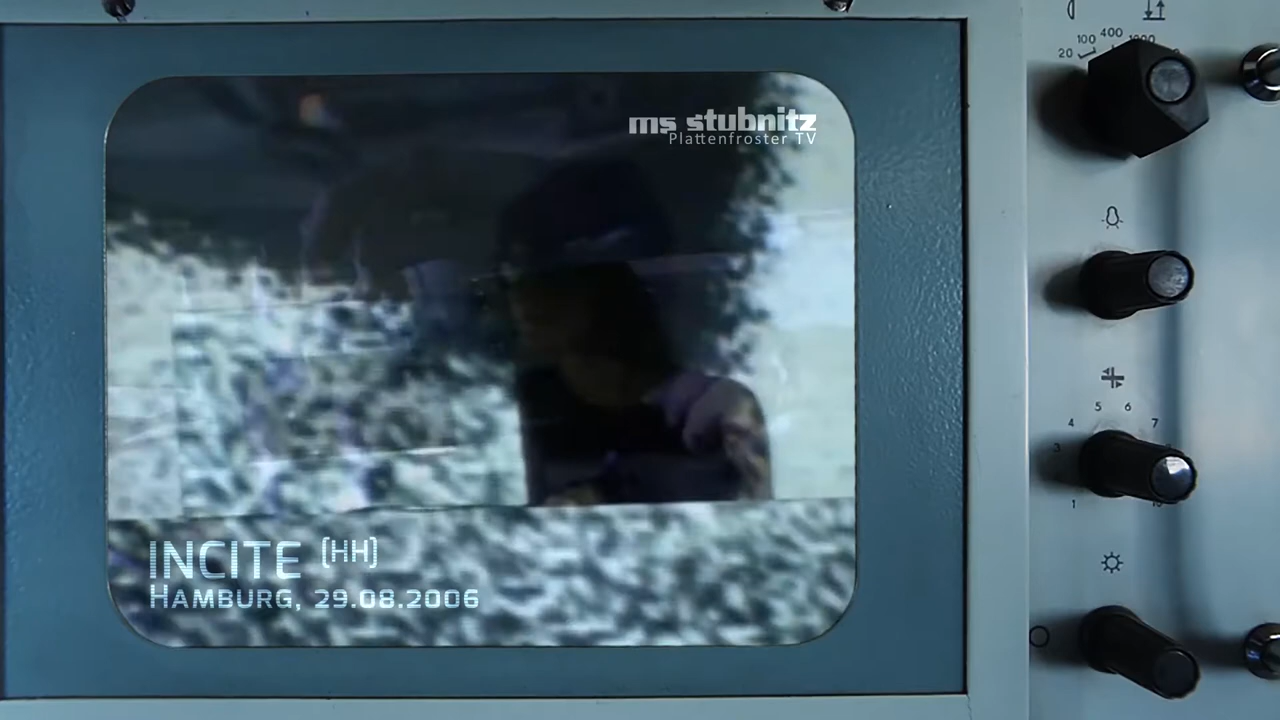 ms stubnitz
Plattenfroster TV
20 100 400 1000
5 6
4 7
3
1 10
INCITE [HH]
HAMBURG, 29.08.2006